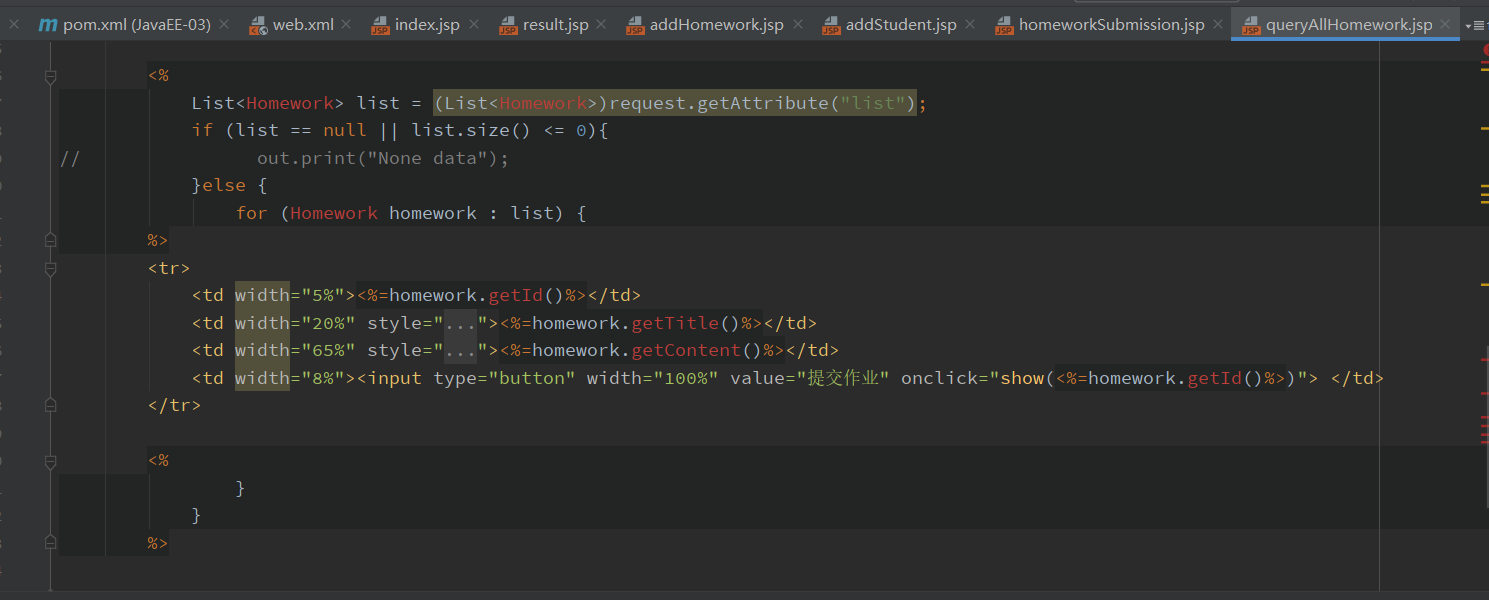 pom.xml (JavaEE-03) web.xml index.jsp result.jsp addHomework.jsp addStudent.jsp homeworkSubmission.jsp queryAllHomework.jsp
<%
List<Homework> list = (List<Homework>)request.getAttribute("list");
if (list == null || list.size() <= 0){
// out.print("None data");
}else {
for (Homework homework : list) {
%>
<tr>
<td width="5%"><%=homework.getId()%></td>
<td width="20%" style="..."><%=homework.getTitle()%></td>
<td width="65%" style="..."><%=homework.getContent()%></td>
<td width="8%"><input type="button" width="100%" value="提交作业" onclick="show(<%=homework.getId()%>)"> </td>
</tr>
<%
}
}
%>